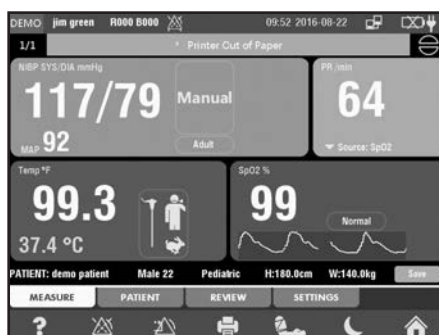 DEMO jim green R000 B000 09:52 2016-08-22
1/1 * Printer Out of Paper
NIBP SYS/DIA mmHg
117/79
Manual
MAP 92
Adult
PR /min
64
Source: SpO2
Temp °F
99.3
37.4 °C
SpO2 %
99
Normal
PATIENT: demo patient Male 22 Pediatric H:180.0cm W:140.0kg Save
MEASURE PATIENT REVIEW SETTINGS
?